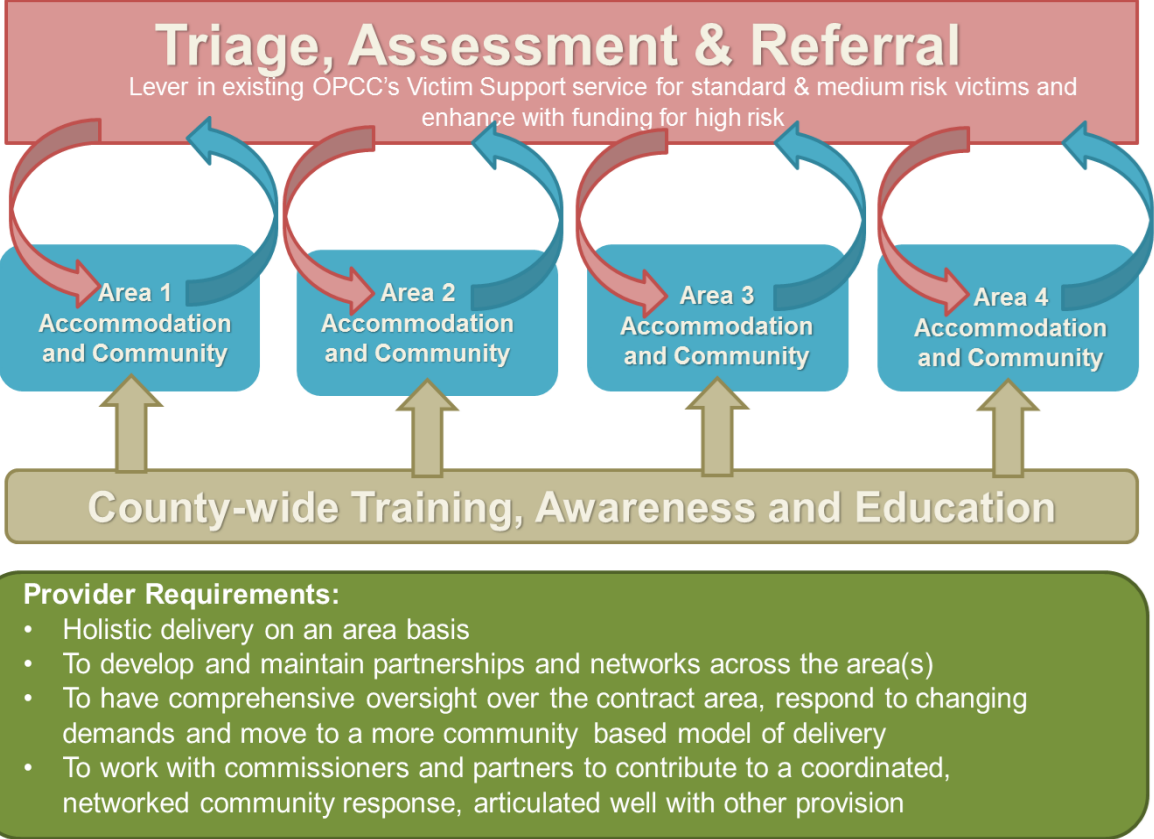 Triage, Assessment & Referral
Lever in existing OPCC's Victim Support service for standard & medium risk victims and
enhance with funding for high risk
Area 1
Accommodation
and Community
Area 2
Accommodation
and Community
Area 3
Accommodation
and Community
Area 4
Accommodation
and Community
County-wide Training, Awareness and Education
Provider Requirements:
• Holistic delivery on an area basis
• To develop and maintain partnerships and networks across the area(s)
• To have comprehensive oversight over the contract area, respond to changing
demands and move to a more community based model of delivery
• To work with commissioners and partners to contribute to a coordinated,
networked community response, articulated well with other provision